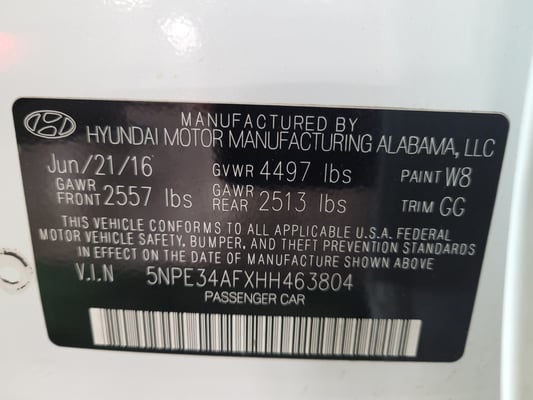 MANUFACTURED BY
HYUNDAI MOTOR MANUFACTURING ALABAMA, LLC
Jun/21/16 GVWR 4497 lbs PAINT W8
GAWR FRONT 2557 lbs GAWR REAR 2513 lbs TRIM GG
THIS VEHICLE CONFORMS TO ALL APPLICABLE U.S.A. FEDERAL
MOTOR VEHICLE SAFETY, BUMPER, AND THEFT PREVENTION STANDARDS
IN EFFECT ON THE DATE OF MANUFACTURE SHOWN ABOVE
V.I.N 5NPE34AFXHH463804
PASSENGER CAR